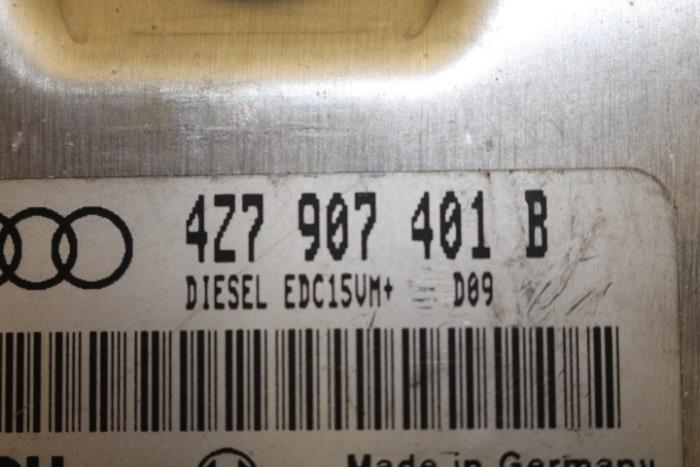 4Z7 907 401 B
DIESEL EDC15VM+ D09
Made in Germany